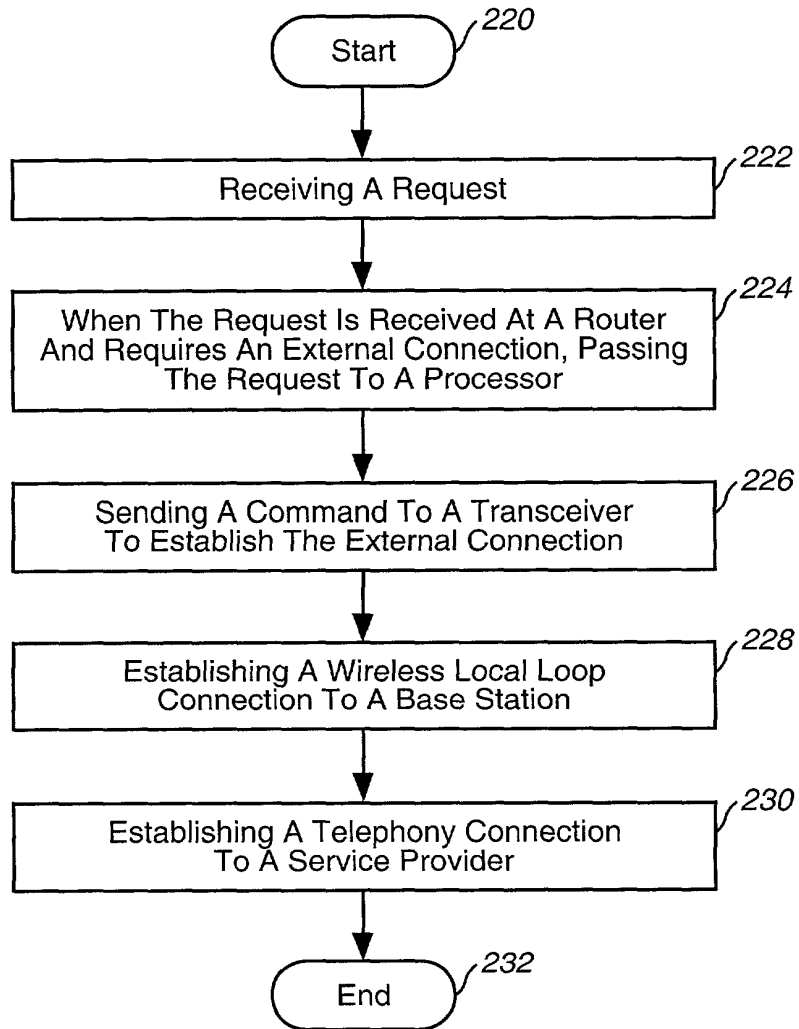 220
Start
222
Receiving A Request
224
When The Request Is Received At A Router
And Requires An External Connection, Passing
The Request To A Processor
226
Sending A Command To A Transceiver
To Establish The External Connection
228
Establishing A Wireless Local Loop
Connection To A Base Station
230
Establishing A Telephony Connection
To A Service Provider
232
End